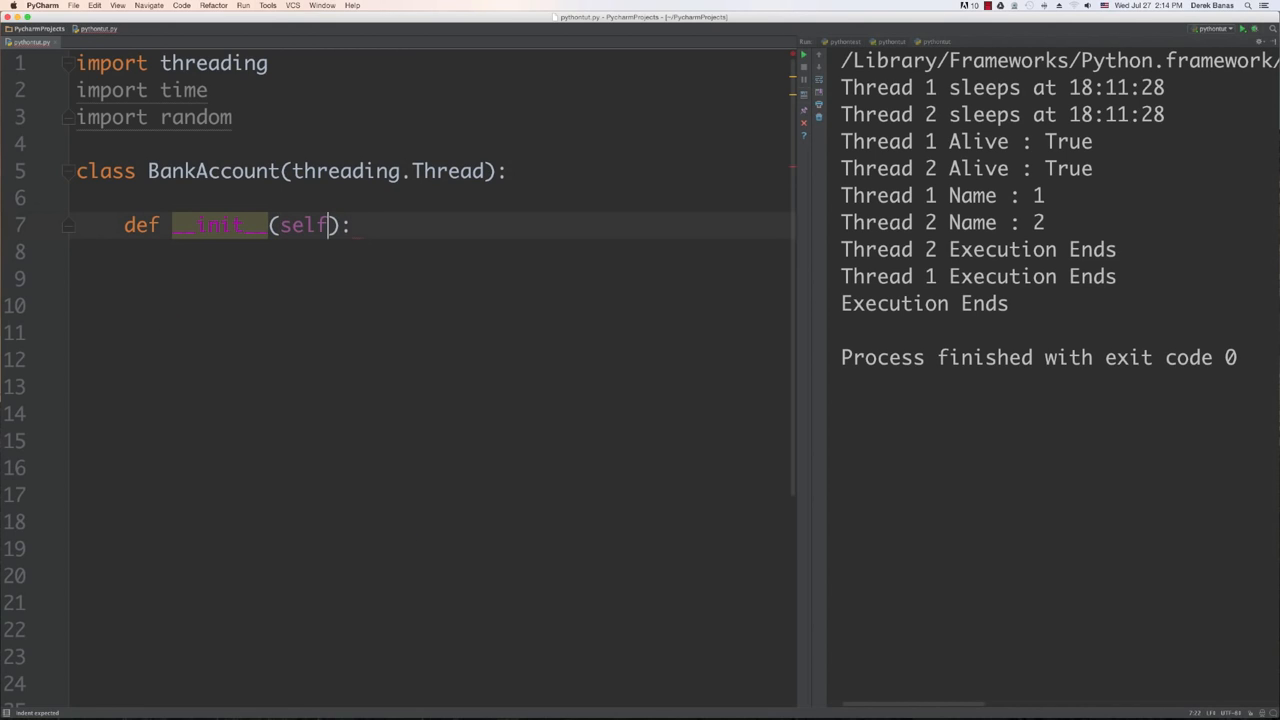 PyCharm File Edit View Navigate Code Refactor Run Tools VCS Window Help
10 Wed Jul 27 2:14 PM Derek Banas
pythontut.py - PycharmProjects - [~/PycharmProjects]
PycharmProjects pythontut.py
pythontut
pythontut.py
Run: pythontest pythontut pythontut
1 import threading
2 import time
3 import random
4
5 class BankAccount(threading.Thread):
6
7 def __init__(self):
8
9
10
11
12
13
14
15
16
17
18
19
20
21
22
23
24
25
/Library/Frameworks/Python.framework/
Thread 1 sleeps at 18:11:28
Thread 2 sleeps at 18:11:28
Thread 1 Alive : True
Thread 2 Alive : True
Thread 1 Name : 1
Thread 2 Name : 2
Thread 2 Execution Ends
Thread 1 Execution Ends
Execution Ends
Process finished with exit code 0
Indent expected
7:22 LF‡ UTF-8‡